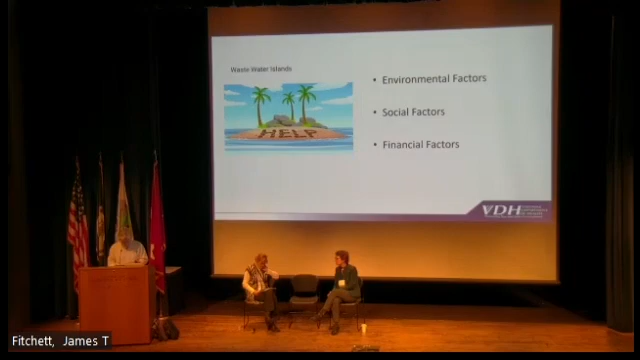 Waste Water Islands
HELP
• Environmental Factors
• Social Factors
• Financial Factors
VDH
Fitchett, James T